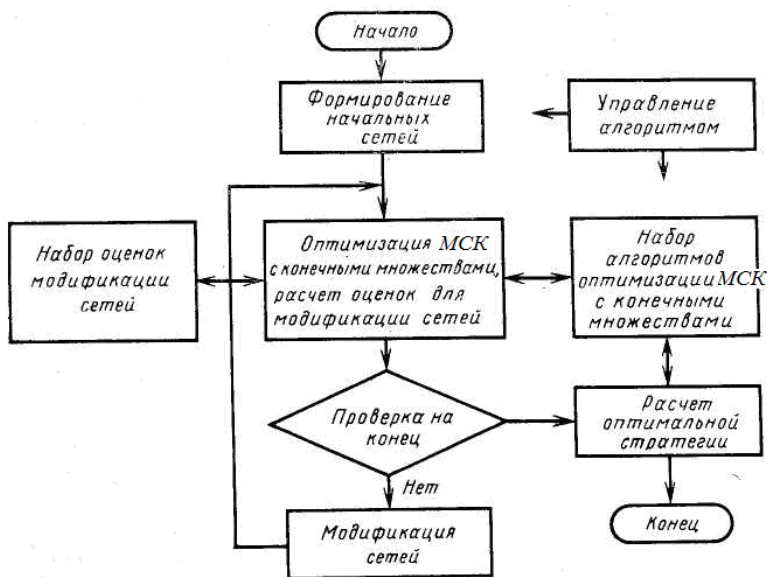 Начало
Формирование
начальных
сетей
Управление
алгоритмом
Набор оценок
модификации
сетей
Оптимизация МСК
с конечными множествами,
расчет оценок для
модификации сетей
Набор
алгоритмов
оптимизации МСК
с конечными
множествами
Проверка на
конец
Расчет
оптимальной
стратегии
Нет
Модификация
сетей
Конец